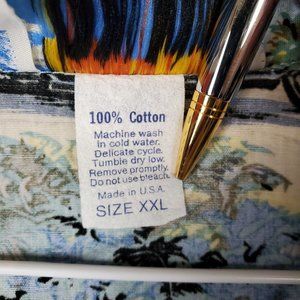 100% Cotton
Machine wash
in cold water.
Delicate cycle.
Tumble dry low.
Remove promptly.
Do not use bleach.
Made in U.S.A.
SIZE XXL